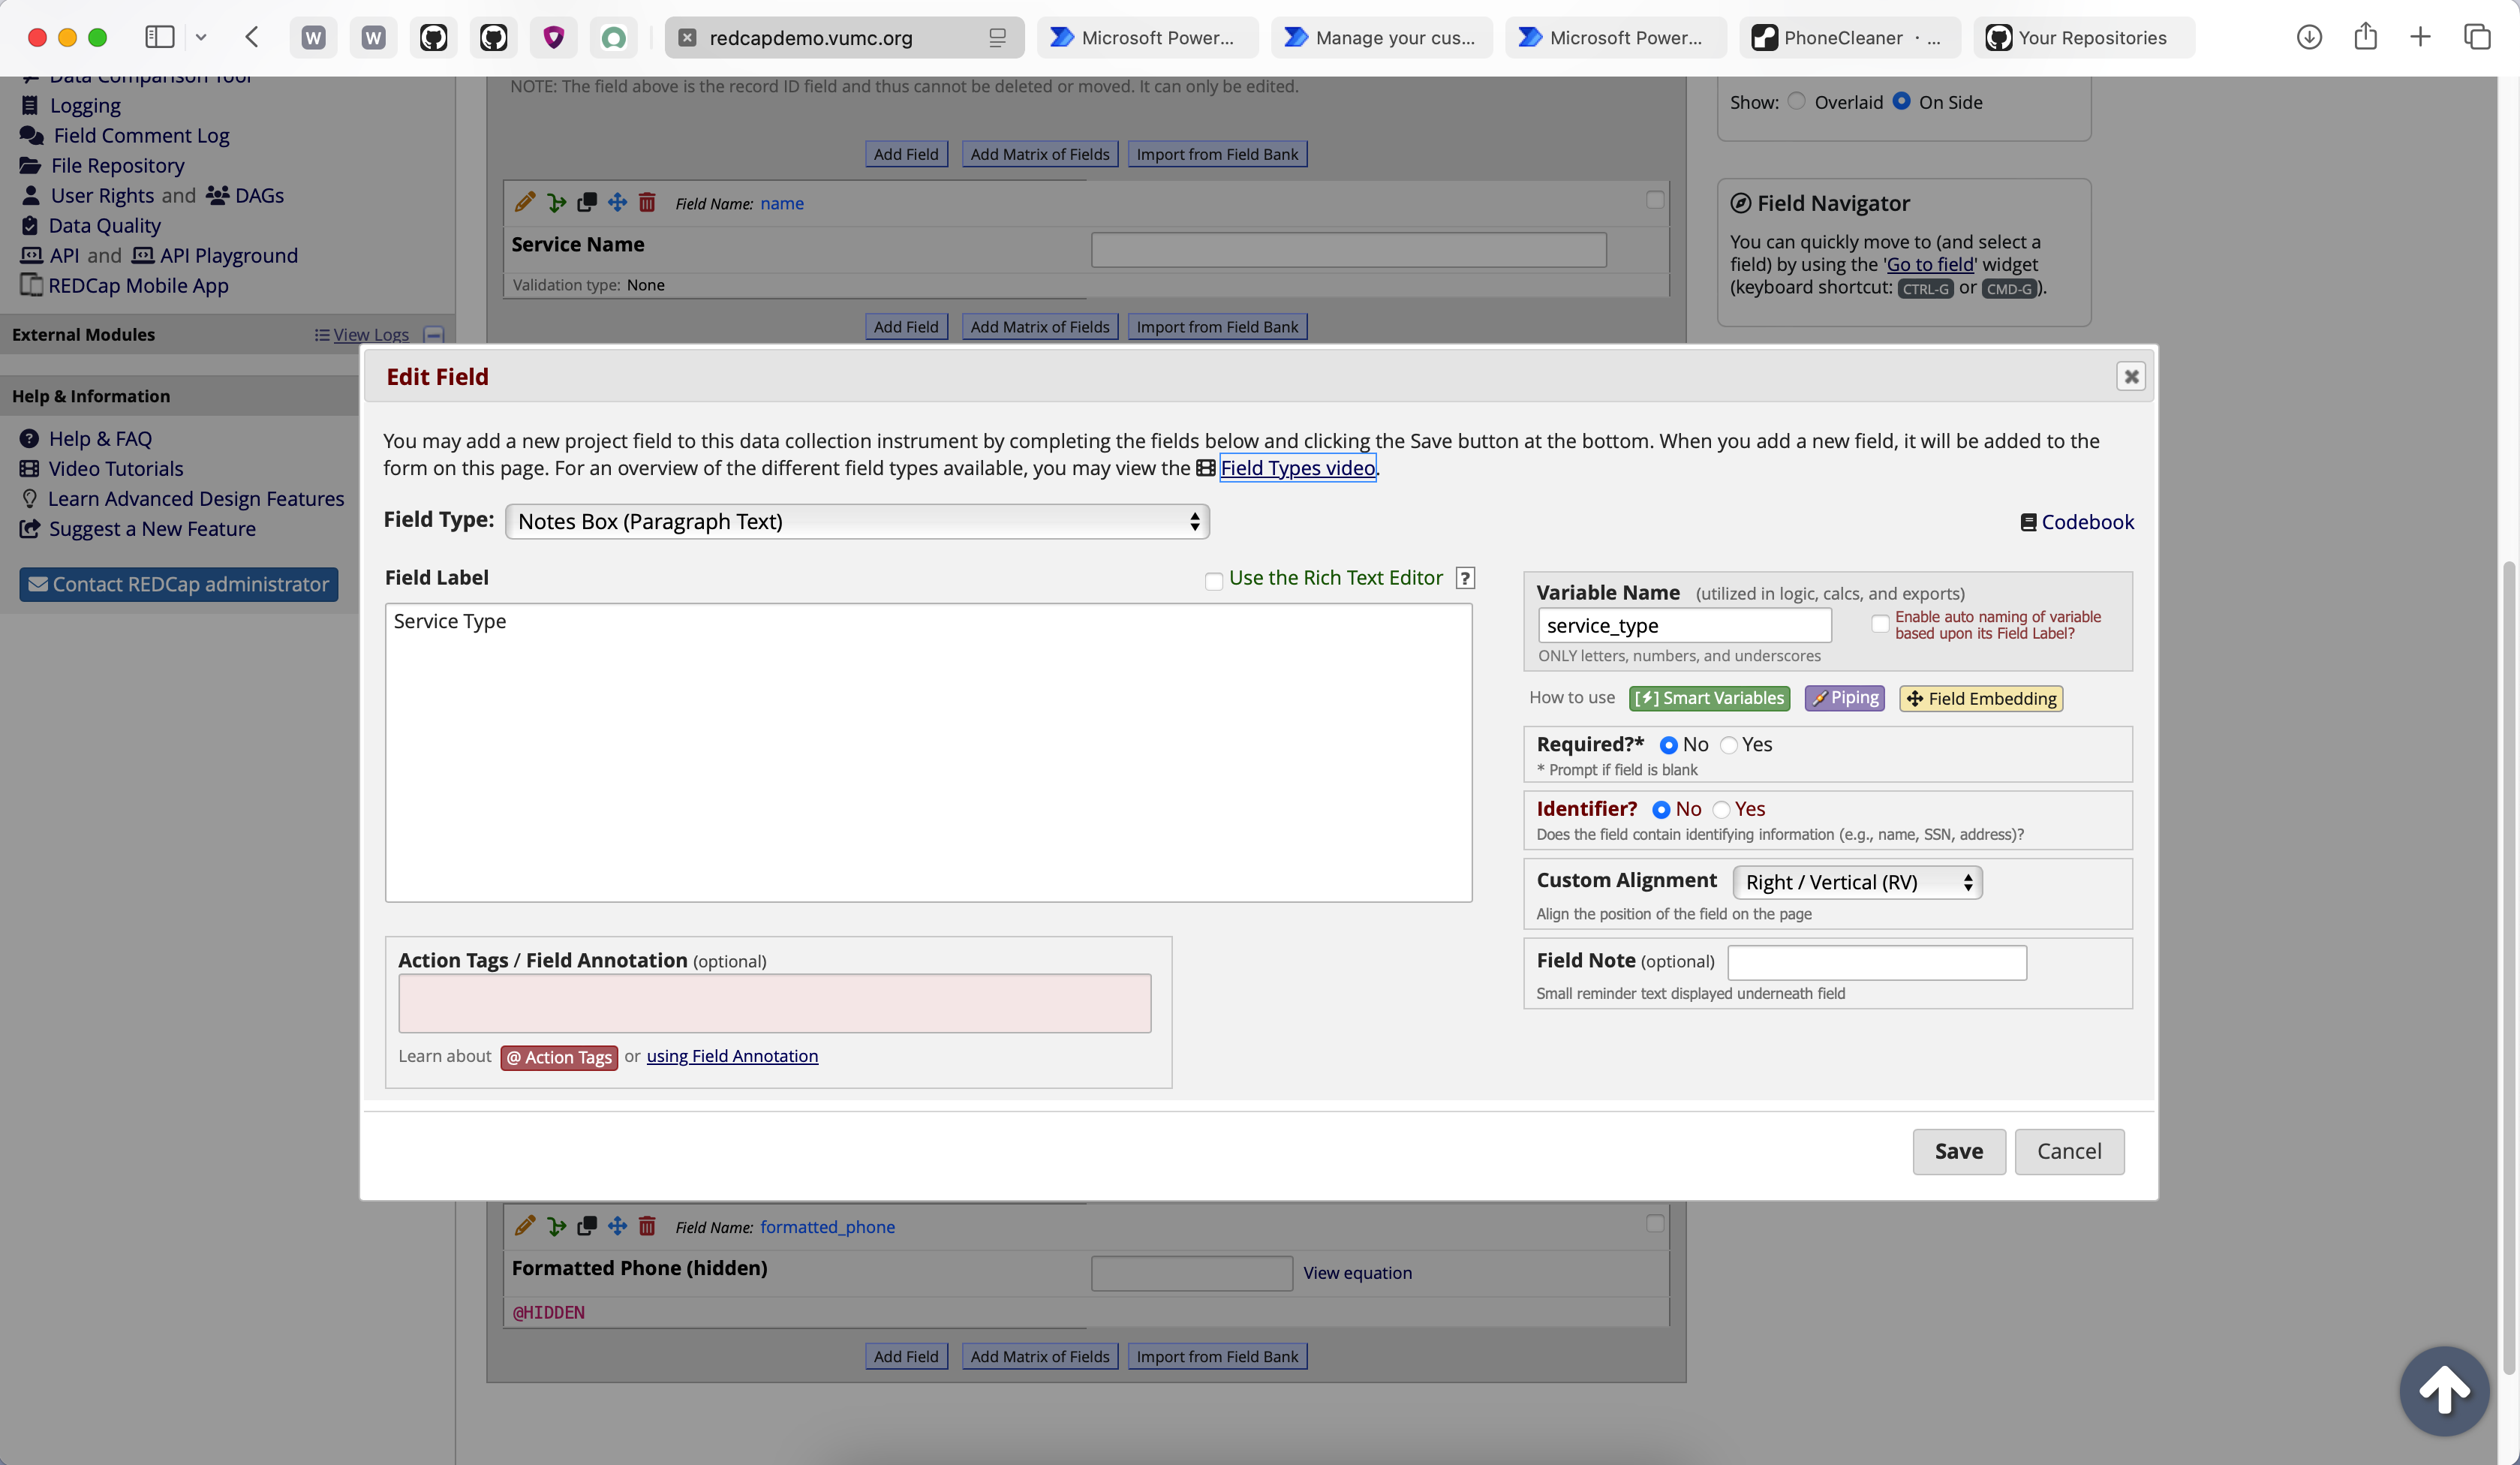 W
W
redcapdemo.vumc.org
Microsoft Power...
Manage your cus...
Microsoft Power...
PhoneCleaner · ...
Your Repositories
Data Comparison Tool
Logging
Field Comment Log
File Repository
User Rights and DAGs
Data Quality
API and API Playground
REDCap Mobile App
External Modules
View Logs
Help & Information
Help & FAQ
Video Tutorials
Learn Advanced Design Features
Suggest a New Feature
Contact REDCap administrator
NOTE: The field above is the record ID field and thus cannot be deleted or moved. It can only be edited.
Add Field Add Matrix of Fields Import from Field Bank
Field Name: name
Service Name
Validation type: None
Add Field Add Matrix of Fields Import from Field Bank
Show: Overlaid On Side
Field Navigator
You can quickly move to (and select a
field) by using the 'Go to field' widget
(keyboard shortcut: CTRL-G or CMD-G).
Edit Field
You may add a new project field to this data collection instrument by completing the fields below and clicking the Save button at the bottom. When you add a new field, it will be added to the
form on this page. For an overview of the different field types available, you may view the Field Types video.
Field Type: Notes Box (Paragraph Text)
Codebook
Field Label
Use the Rich Text Editor ?
Service Type
Action Tags / Field Annotation (optional)
Learn about @ Action Tags or using Field Annotation
Variable Name (utilized in logic, calcs, and exports)
service_type
Enable auto naming of variable
based upon its Field Label?
ONLY letters, numbers, and underscores
How to use [⚡] Smart Variables Piping Field Embedding
Required?* No Yes
* Prompt if field is blank
Identifier? No Yes
Does the field contain identifying information (e.g., name, SSN, address)?
Custom Alignment Right / Vertical (RV)
Align the position of the field on the page
Field Note (optional)
Small reminder text displayed underneath field
Save Cancel
Field Name: formatted_phone
Formatted Phone (hidden)
View equation
@HIDDEN
Add Field Add Matrix of Fields Import from Field Bank